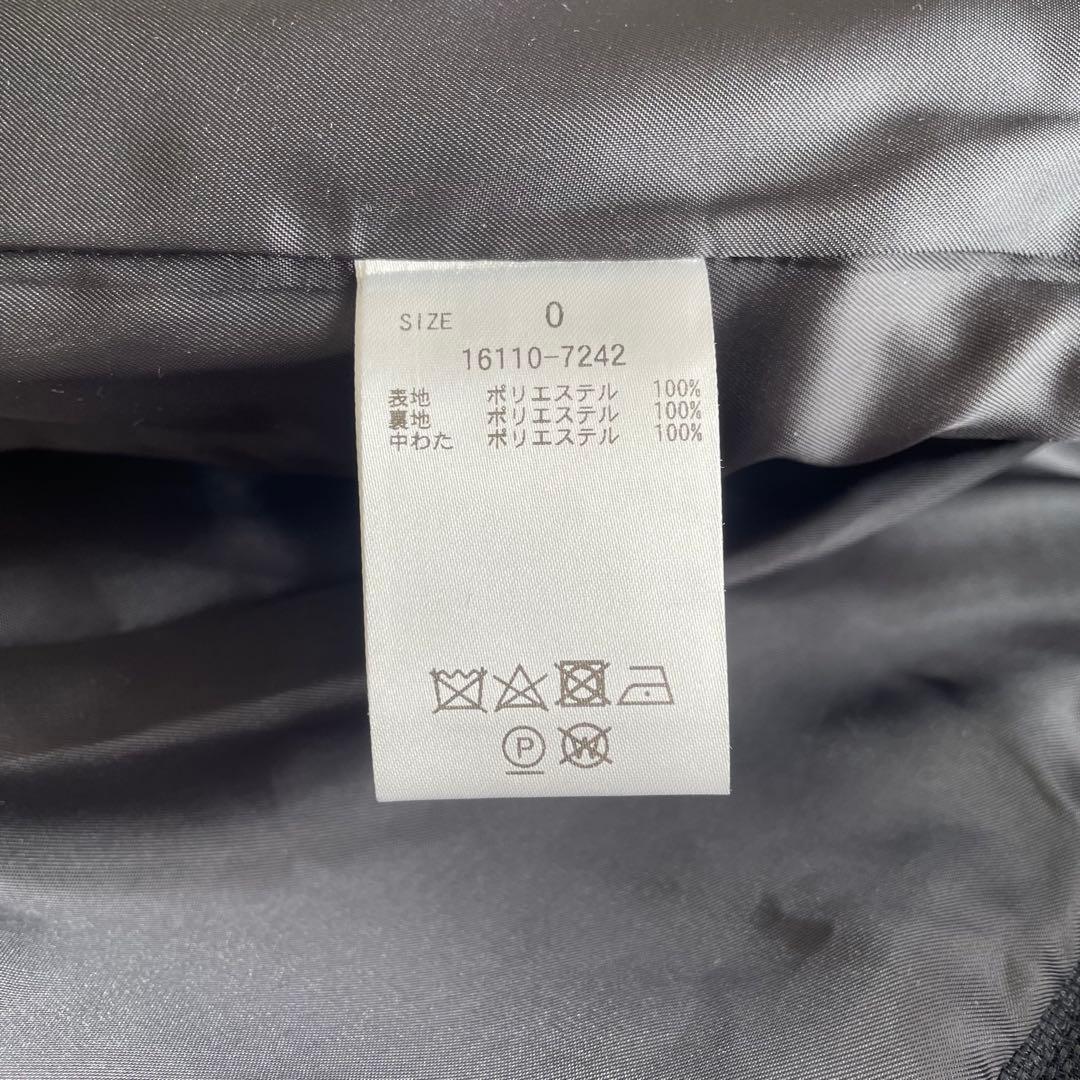 SIZE 0
16110-7242
表地 ポリエステル 100%
裏地 ポリエステル 100%
中わた ポリエステル 100%
P W